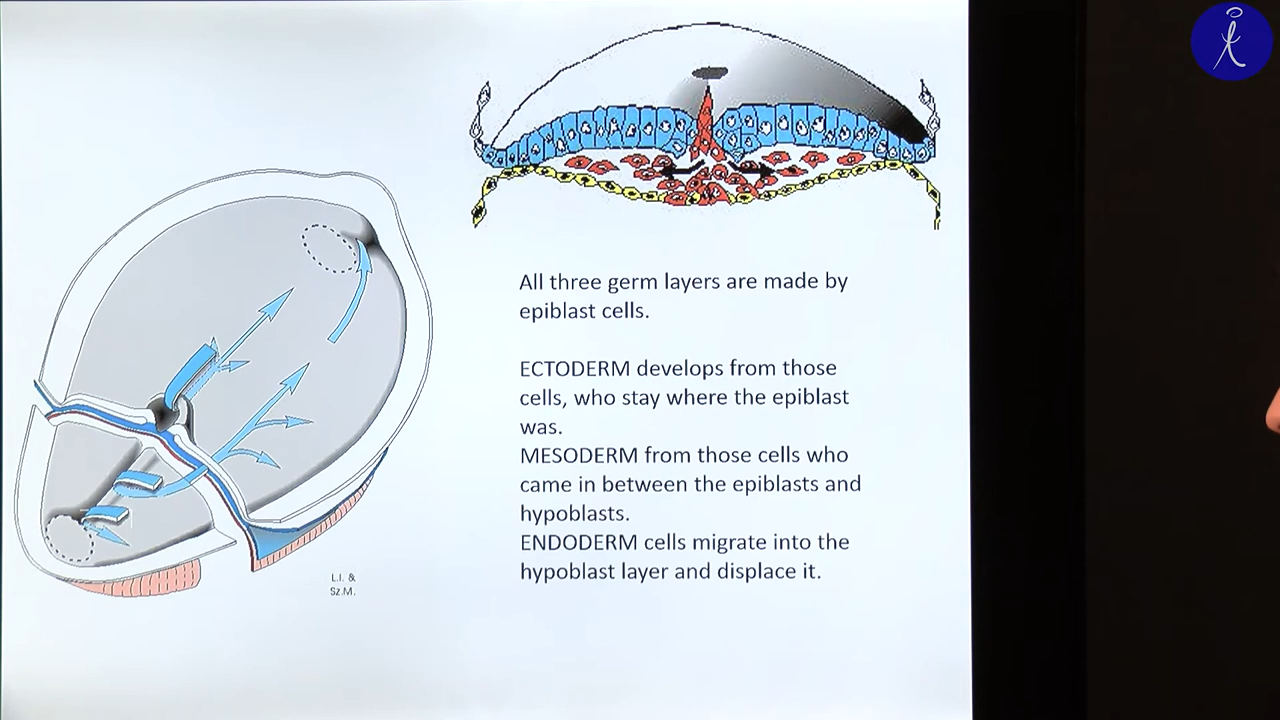 All three germ layers are made by
epiblast cells.
ECTODERM develops from those
cells, who stay where the epiblast
was.
MESODERM from those cells who
came in between the epiblasts and
hypoblasts.
ENDODERM cells migrate into the
hypoblast layer and displace it.
L.I. &
Sz.M.